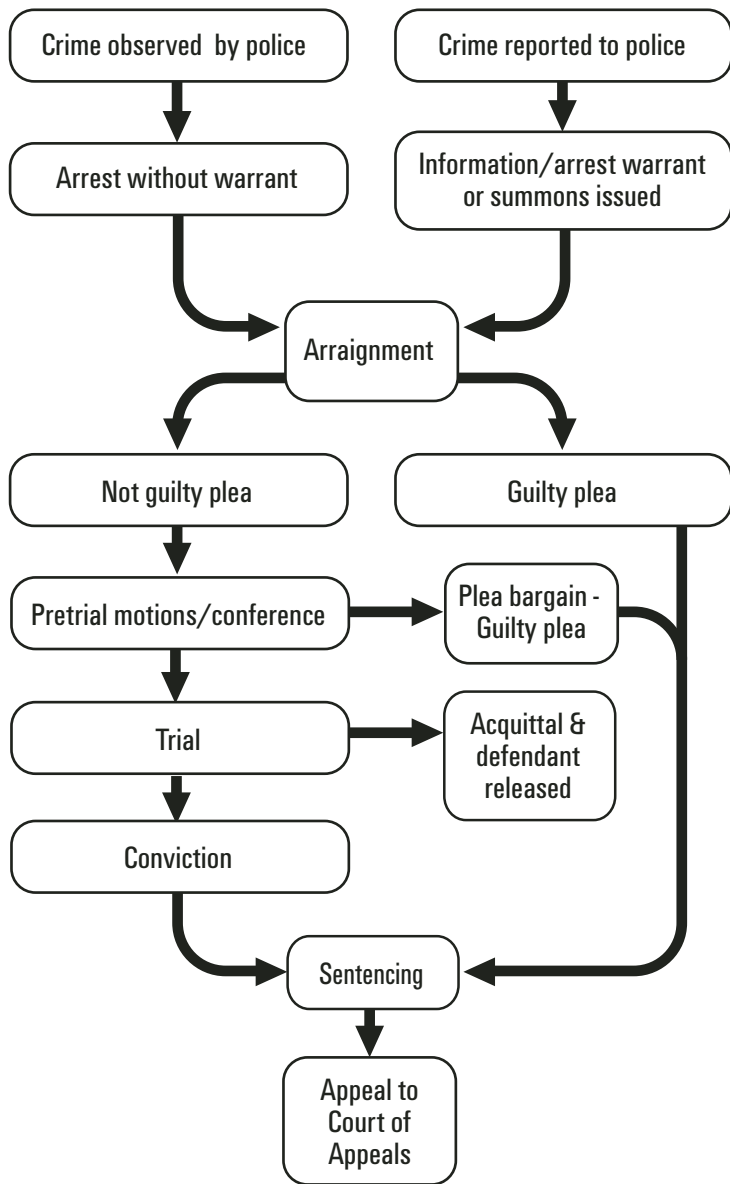 Crime observed by police
Crime reported to police
Arrest without warrant
Information/arrest warrant
or summons issued
Arraignment
Not guilty plea
Guilty plea
Pretrial motions/conference
Plea bargain -
Guilty plea
Trial
Acquittal &
defendant
released
Conviction
Sentencing
Appeal to
Court of
Appeals